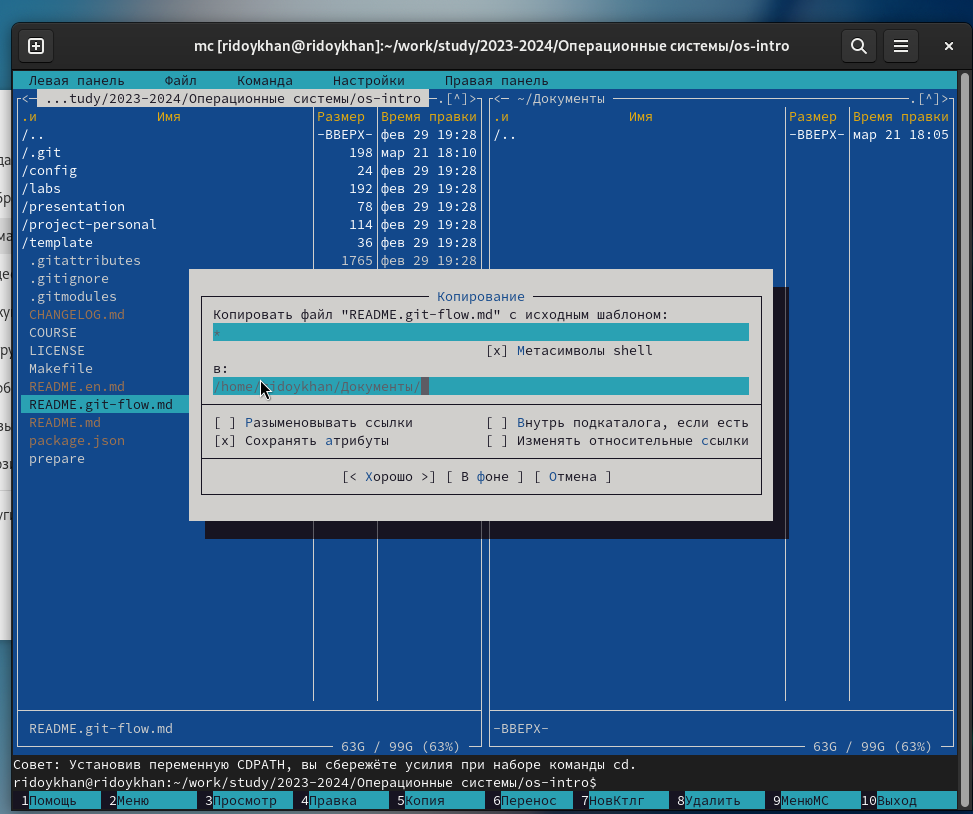 mc [ridoykhan@ridoykhan]:~/work/study/2023-2024/Операционные системы/os-intro
Левая панель Файл Команда Настройки Правая панель
<— ...tudy/2023-2024/Операционные системы/os-intro —.[^]>
.и Имя Размер Время правки
/.. -ВВЕРХ- фев 29 19:28
/.git 198 мар 21 18:10
/config 24 фев 29 19:28
/labs 192 фев 29 19:28
/presentation 78 фев 29 19:28
/project-personal 114 фев 29 19:28
/template 36 фев 29 19:28
.gitattributes 1765 фев 29 19:28
.gitignore
.gitmodules
CHANGELOG.md
COURSE
LICENSE
Makefile
README.en.md
README.git-flow.md
README.md
package.json
prepare
README.git-flow.md
63G / 99G (63%)
<— ~/Документы —.[^]>
.и Имя Размер Время правки
/.. -ВВЕРХ- мар 21 18:05
-ВВЕРХ-
63G / 99G (63%)
Копирование
Копировать файл "README.git-flow.md" с исходным шаблоном:
*
[x] Метасимволы shell
в:
/home/ridoykhan/Документы/
[ ] Разыменовывать ссылки [ ] Внутрь подкаталога, если есть
[x] Сохранять атрибуты [ ] Изменять относительные ссылки
[< Хорошо >] [ В фоне ] [ Отмена ]
Совет: Установив переменную CDPATH, вы сбережёте усилия при наборе команды cd.
ridoykhan@ridoykhan:~/work/study/2023-2024/Операционные системы/os-intro$
1Помощь 2Меню 3Просмотр 4Правка 5Копия 6Перенос 7НовКтлг 8Удалить 9МенюМС 10Выход